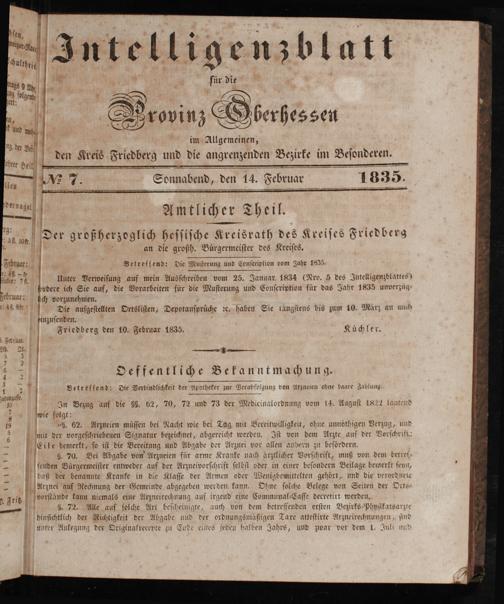 Intelligenzblatt
für die
Provinz Oberhessen
im Allgemeinen,
den Kreis Friedberg und die angrenzenden Bezirke im Besonderen.
№ 7. Sonnabend, den 14. Februar 1835.
Amtlicher Theil.
Der großherzoglich hessische Kreisrath des Kreises Friedberg
an die großh. Bürgermeister des Kreises.
Betreffend: Die Musterung und Conscription vom Jahr 1835.
Unter Verweisung auf mein Ausschreiben vom 25. Januar 1834 (Nro. 5 des Intelligenzblattes)
fordere ich Sie auf, die Vorarbeiten für die Musterung und Conscription für das Jahr 1835 unverzüg-
lich vorzunehmen.
Die ausgestellten Ortslisten, Depotansprüche ꝛc. haben Sie längstens bis zum 10. März an mich
einzusenden.
Friedberg den 10. Februar 1835. Küchler.
Oeffentliche Bekanntmachung.
Betreffend: Die Verbindlichkeit der Apotheker zur Verabfolgung von Arzneien ohne baare Zahlung.
In Bezug auf die §§. 62, 70, 72 und 73 der Medicinalordnung vom 14. August 1822 lautend
wie folgt:
§. 62. Arzneien müssen bei Nacht wie bei Tag mit Bereitwilligkeit, ohne unnöthigen Verzug, und
mit der vorgeschriebenen Signatur bezeichnet, abgereicht werden. Ist von dem Arzte auf der Vorschrift:
Eile bemerkt, so ist die Bereitung und Abgabe der Arznei vor allen andern zu befördern.
§. 70. Bei Abgabe von Arzneien für arme Kranke nach ärztlicher Vorschrift, muß von dem betref-
fenden Bürgermeister entweder auf der Arzneivorschrift selbst oder in einer besondern Beilage bemerkt seyn,
daß der benannte Kranke in die Klasse der Armen oder Wenigbemittelten gehört, und die verordnete
Arznei auf Rechnung der Gemeinde abgegeben werden kann. Ohne solche Belege von Seiten der Orts-
vorstände kann niemals eine Arzneirechnung auf irgend eine Communal-Casse decretirt werden.
§. 72. Alle auf solche Art bescheinigte, auch von dem betreffenden ersten Bezirks-Physikatsarzte
hinsichtlich der Richtigkeit der Abgabe und der ordnungsmäßigen Taxe attestirte Arzneirechnungen, sind
unter Anlegung der Originalrecepte zu Ende eines jeden halben Jahrs, und zwar vor dem 1. Juli und